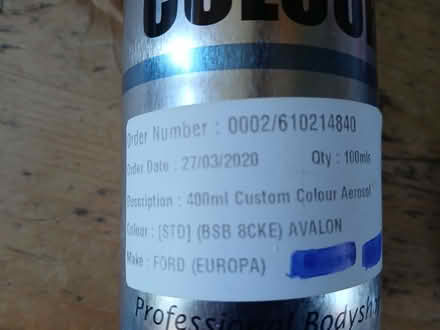 COLOU
Order Number : 0002/610214840
Order Date : 27/03/2020 Qty : 100mls
Description : 400ml Custom Colour Aerosol
Colour : [STD] (BSB 8CKE) AVALON
Make : FORD (EUROPA)
Professional Bodysh